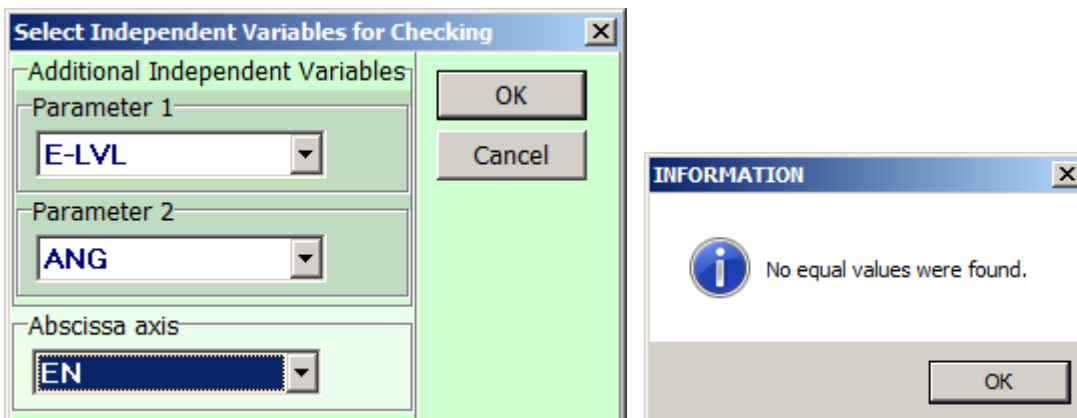 Select Independent Variables for Checking
Additional Independent Variables
Parameter 1
E-LVL
Parameter 2
ANG
Abscissa axis
EN
OK
Cancel
INFORMATION
No equal values were found.
OK